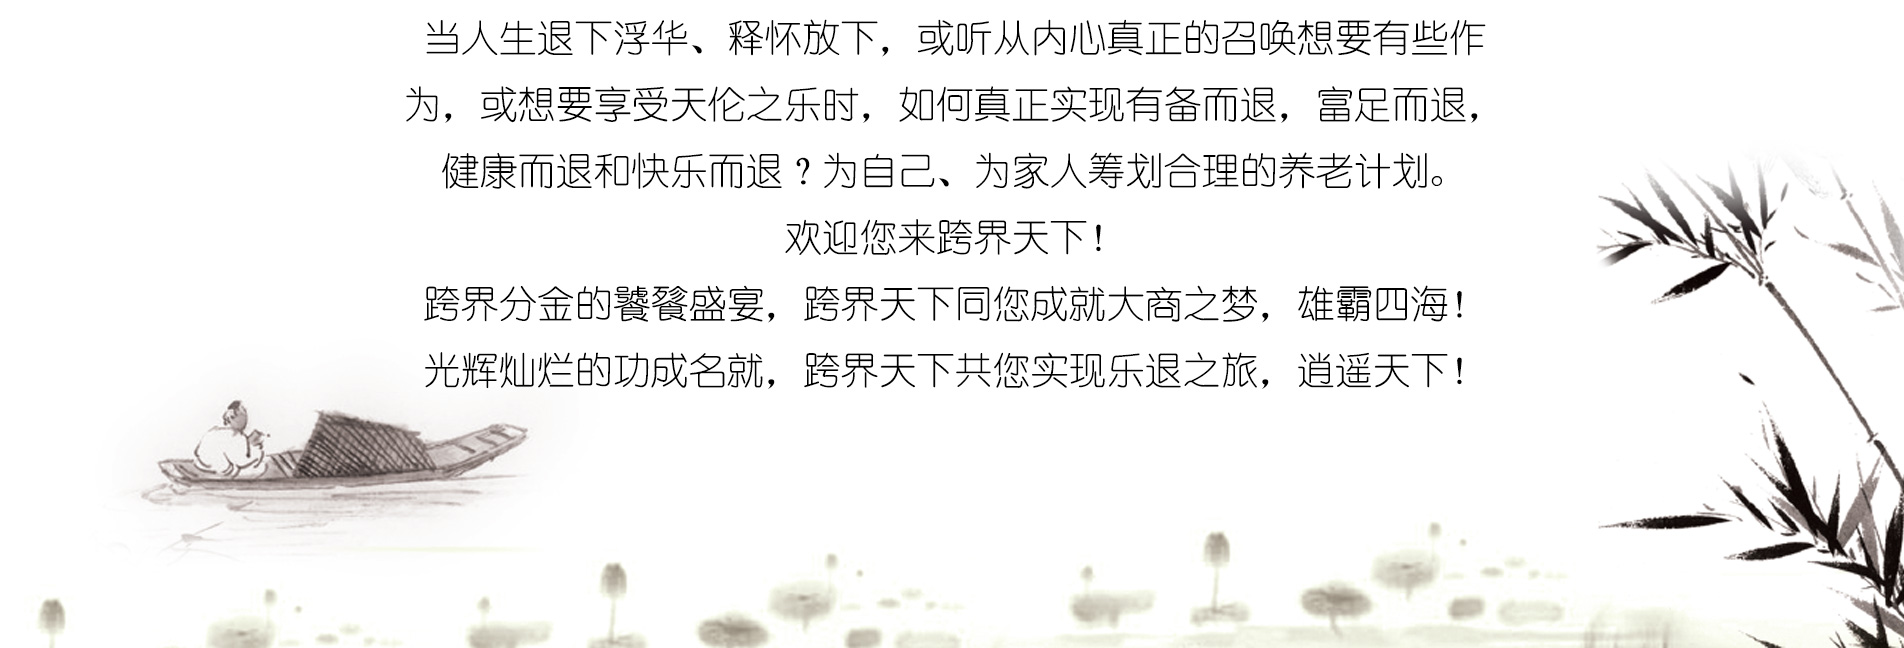 当人生退下浮华、释怀放下，或听从内心真正的召唤想要有些作
为，或想要享受天伦之乐时，如何真正实现有备而退，富足而退，
健康而退和快乐而退？为自己、为家人筹划合理的养老计划。
欢迎您来跨界天下！
跨界分金的饕餮盛宴，跨界天下同您成就大商之梦，雄霸四海！
光辉灿烂的功成名就，跨界天下共您实现乐退之旅，逍遥天下！